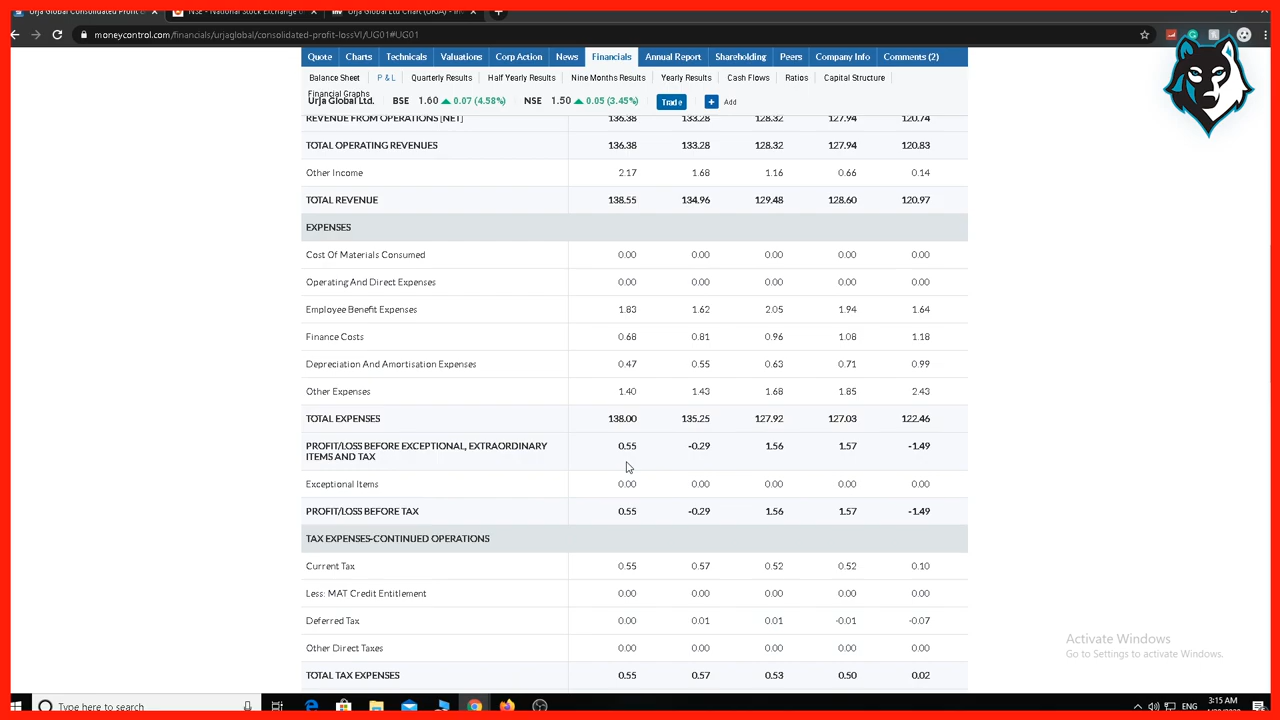 Urja Global Consolidated Profit &
NSE - National Stock Exchange of
Urja Global Ltd Chart (URJA) - Inv
moneycontrol.com/financials/urjaglobal/consolidated-profit-lossVI/UG01#UG01
Quote Charts Technicals Valuations Corp Action News Financials Annual Report Shareholding Peers Company Info Comments (2)
Balance Sheet P & L Quarterly Results Half Yearly Results Nine Months Results Yearly Results Cash Flows Ratios Capital Structure
Financial Graphs
Urja Global Ltd. BSE 1.60 ▲ 0.07 (4.58%) NSE 1.50 ▲ 0.05 (3.45%) Trade + Add
REVENUE FROM OPERATIONS [NET] 136.38 133.28 128.32 127.94 120.74
TOTAL OPERATING REVENUES 136.38 133.28 128.32 127.94 120.83
Other Income 2.17 1.68 1.16 0.66 0.14
TOTAL REVENUE 138.55 134.96 129.48 128.60 120.97
EXPENSES
Cost Of Materials Consumed 0.00 0.00 0.00 0.00 0.00
Operating And Direct Expenses 0.00 0.00 0.00 0.00 0.00
Employee Benefit Expenses 1.83 1.62 2.05 1.94 1.64
Finance Costs 0.68 0.81 0.96 1.08 1.18
Depreciation And Amortisation Expenses 0.47 0.55 0.63 0.71 0.99
Other Expenses 1.40 1.43 1.68 1.85 2.43
TOTAL EXPENSES 138.00 135.25 127.92 127.03 122.46
PROFIT/LOSS BEFORE EXCEPTIONAL, EXTRAORDINARY 0.55 -0.29 1.56 1.57 -1.49
ITEMS AND TAX
Exceptional Items 0.00 0.00 0.00 0.00 0.00
PROFIT/LOSS BEFORE TAX 0.55 -0.29 1.56 1.57 -1.49
TAX EXPENSES-CONTINUED OPERATIONS
Current Tax 0.55 0.57 0.52 0.52 0.10
Less: MAT Credit Entitlement 0.00 0.00 0.00 0.00 0.00
Deferred Tax 0.00 0.01 0.01 -0.01 -0.07
Other Direct Taxes 0.00 0.00 0.00 0.00 0.00
TOTAL TAX EXPENSES 0.55 0.57 0.53 0.50 0.02
Activate Windows
Go to Settings to activate Windows.
Type here to search
ENG
3:15 AM